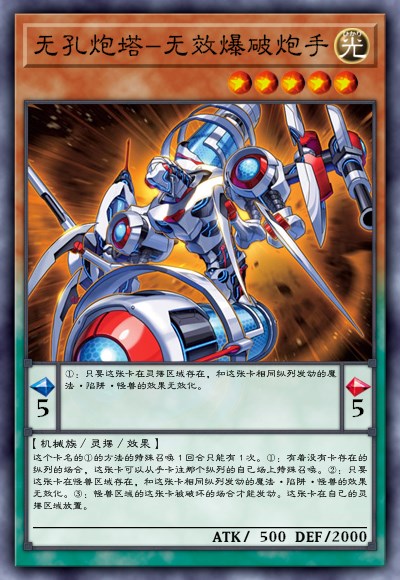 无孔炮塔-无效爆破炮手
光
①：只要这张卡在灵摆区域存在，和这张卡相同纵列发动的魔
法·陷阱·怪兽的效果无效化。
5
5
【机械族／灵摆／效果】
这个卡名的①的方法的特殊召唤1回合只能有1次。①：有着没有卡存在的
纵列的场合，这张卡可以从手卡往那个纵列的自己场上特殊召唤。②：只要
这张卡在怪兽区域存在，和这张卡相同纵列发动的魔法·陷阱·怪兽的效果
无效化。③：怪兽区域的这张卡被破坏的场合才能发动。这张卡在自己的灵
摆区域放置。
ATK/ 500 DEF/2000